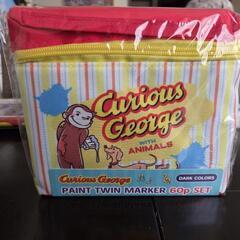 Curious
George
WITH
ANIMALS
Curious George
DARK COLORS
PAINT TWIN MARKER 60p SET